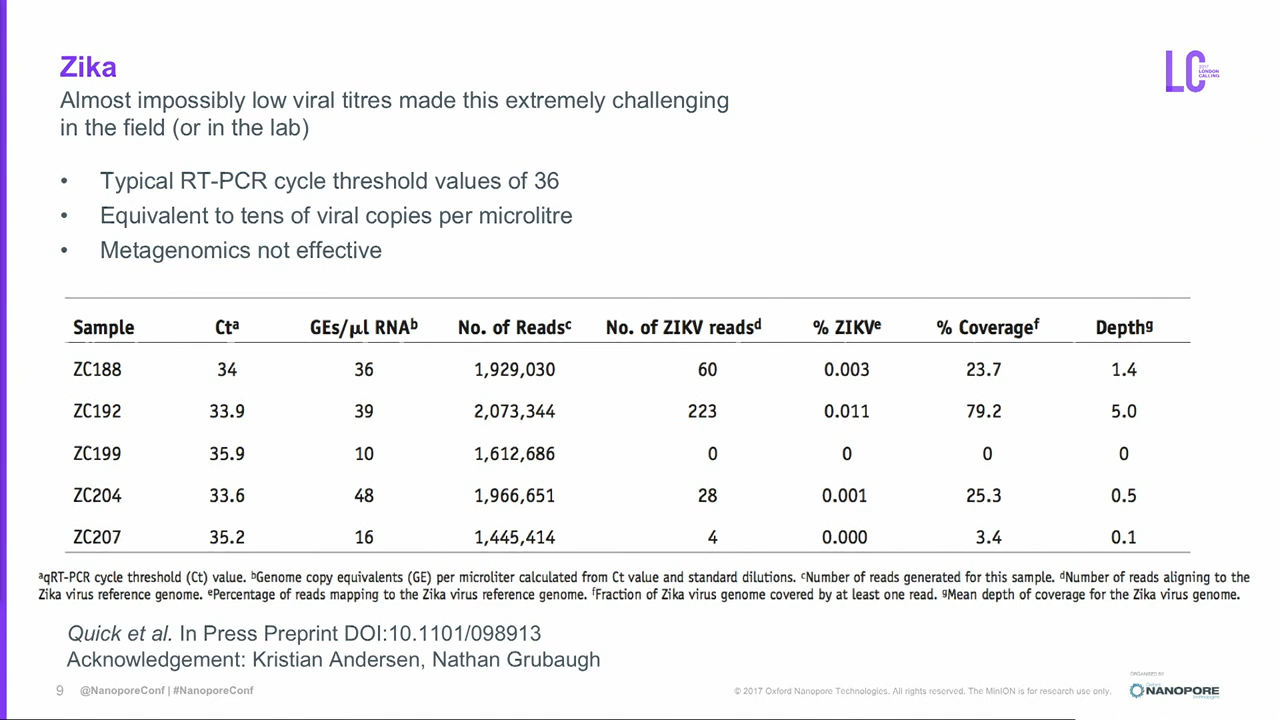 Zika
LC
2017
LONDON
CALLING
Almost impossibly low viral titres made this extremely challenging
in the field (or in the lab)
• Typical RT-PCR cycle threshold values of 36
• Equivalent to tens of viral copies per microlitre
• Metagenomics not effective
Sample Ctᵃ GEs/µl RNAᵇ No. of Readsᶜ No. of ZIKV readsᵈ % ZIKVᵉ % Coverageᶠ Depthᵍ
ZC188 34 36 1,929,030 60 0.003 23.7 1.4
ZC192 33.9 39 2,073,344 223 0.011 79.2 5.0
ZC199 35.9 10 1,612,686 0 0 0 0
ZC204 33.6 48 1,966,651 28 0.001 25.3 0.5
ZC207 35.2 16 1,445,414 4 0.000 3.4 0.1
ᵃqRT-PCR cycle threshold (Ct) value. ᵇGenome copy equivalents (GE) per microliter calculated from Ct value and standard dilutions. ᶜNumber of reads generated for this sample. ᵈNumber of reads aligning to the
Zika virus reference genome. ᵉPercentage of reads mapping to the Zika virus reference genome. ᶠFraction of Zika virus genome covered by at least one read. ᵍMean depth of coverage for the Zika virus genome.
Quick et al. In Press Preprint DOI:10.1101/098913
Acknowledgement: Kristian Andersen, Nathan Grubaugh
9 @NanoporeConf | #NanoporeConf
© 2017 Oxford Nanopore Technologies. All rights reserved. The MinION is for research use only.
ORGANISED BY
Oxford
NANOPORE
Technologies